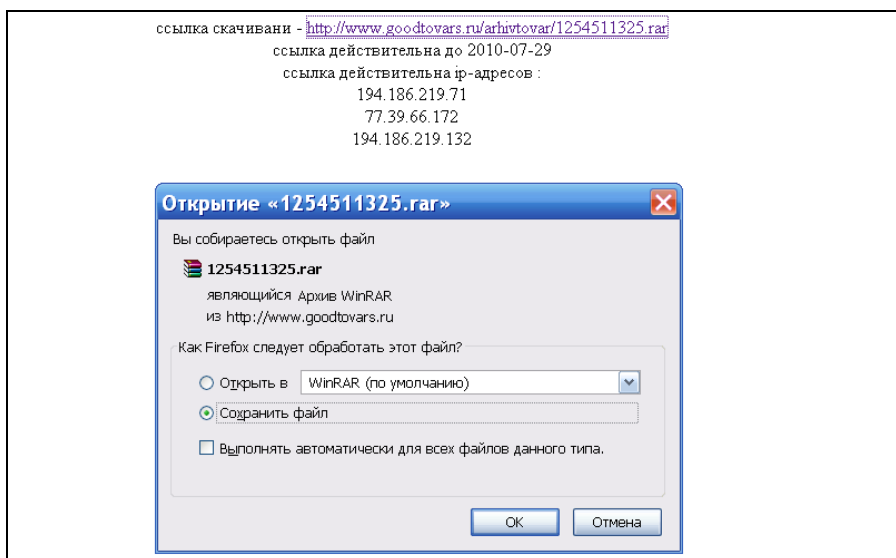 ссылка скачивани - http://www.goodtovars.ru/arhivtovar/1254511325.rar
ссылка действительна до 2010-07-29
ссылка действительна ip-адресов :
194.186.219.71
77.39.66.172
194.186.219.132
Открытие «1254511325.rar»
Вы собираетесь открыть файл
1254511325.rar
являющийся Архив WinRAR
из http://www.goodtovars.ru
Как Firefox следует обработать этот файл?
Открыть в WinRAR (по умолчанию)
Сохранить файл
Выполнять автоматически для всех файлов данного типа.
OK Отмена